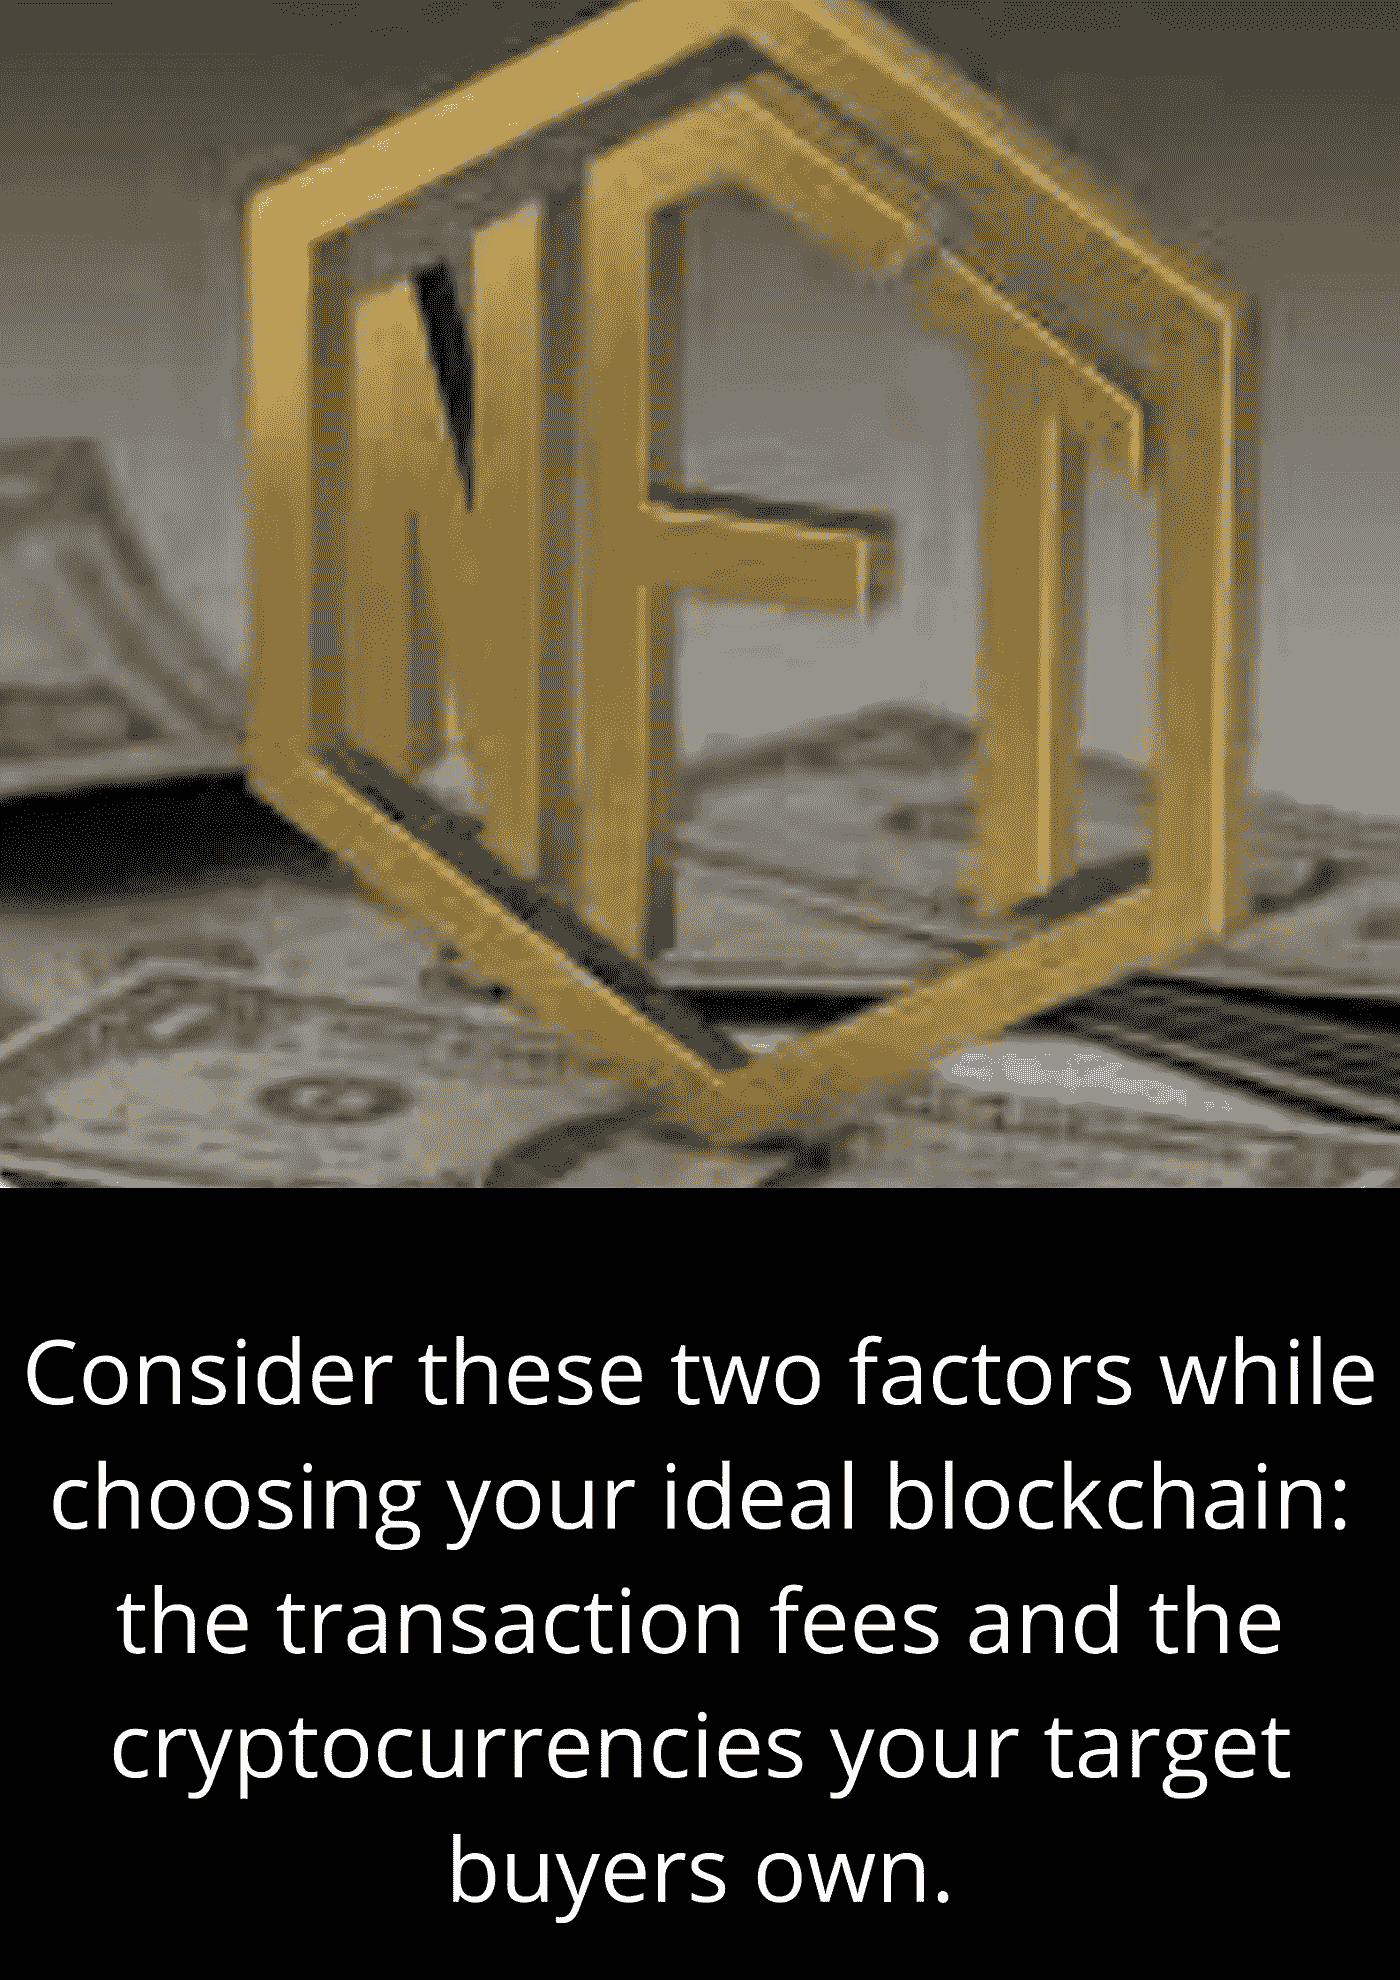 NFT
Consider these two factors while
choosing your ideal blockchain:
the transaction fees and the
cryptocurrencies your target
buyers own.